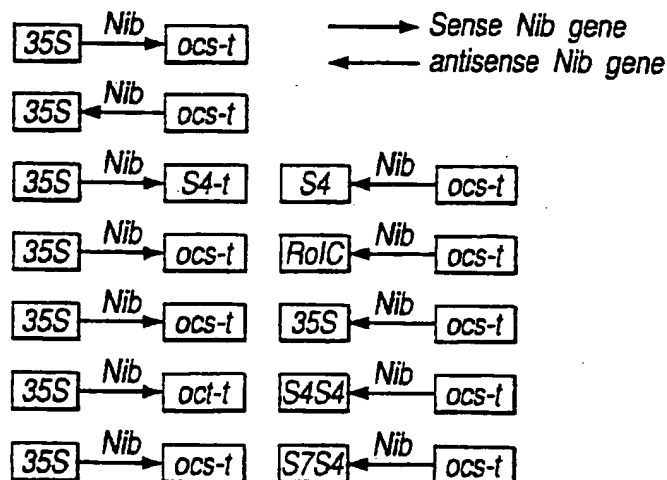 35S Nib ocs-t → Sense Nib gene
← antisense Nib gene
35S Nib ocs-t
35S Nib S4-t S4 Nib ocs-t
35S Nib ocs-t RolC Nib ocs-t
35S Nib ocs-t 35S Nib ocs-t
35S Nib oct-t S4S4 Nib ocs-t
35S Nib ocs-t S7S4 Nib ocs-t